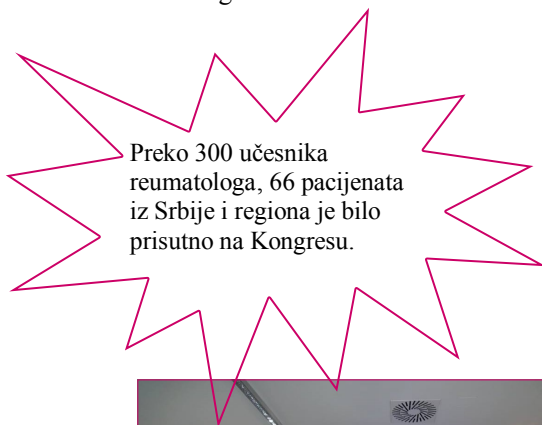 Preko 300 učesnika
reumatologa, 66 pacijenata
iz Srbije i regiona je bilo
prisutno na Kongresu.